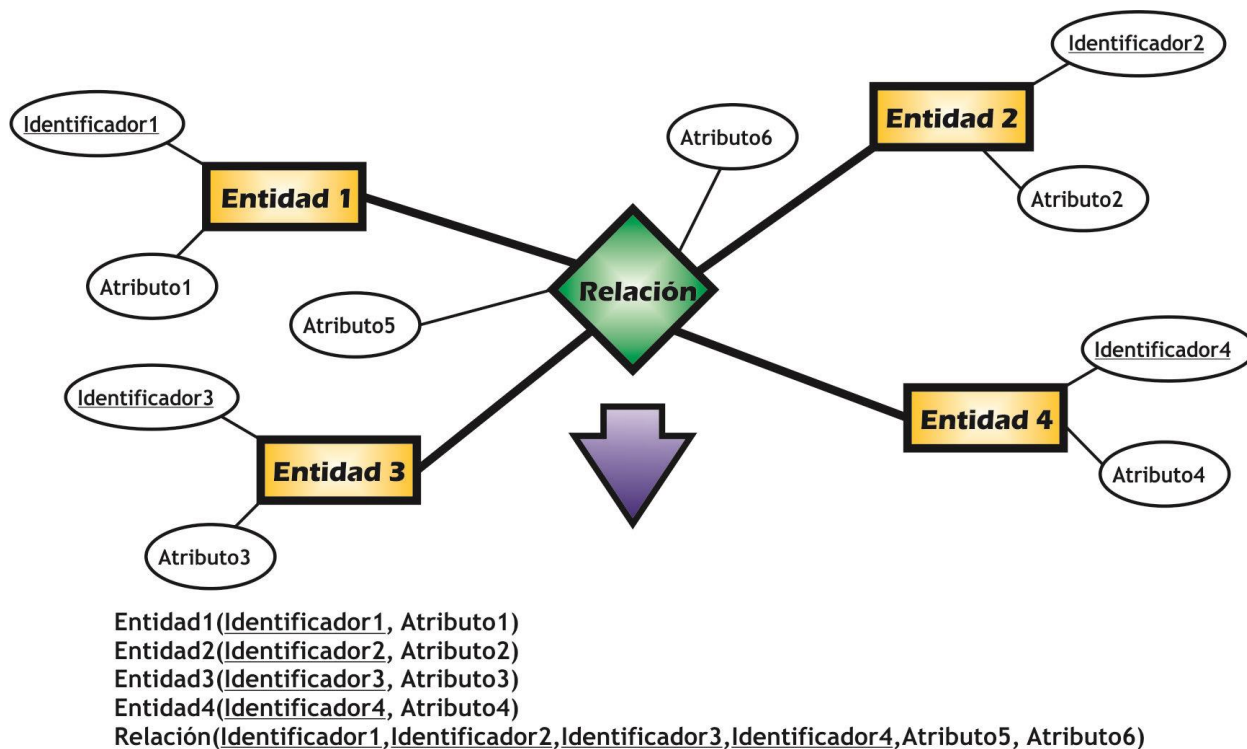 Identificador2
Entidad 2
Identificador1
Atributo6
Entidad 1
Atributo2
Atributo1
Relación
Atributo5
Identificador4
Identificador3
Entidad 4
Entidad 3
Atributo4
Atributo3
Entidad1(Identificador1, Atributo1)
Entidad2(Identificador2, Atributo2)
Entidad3(Identificador3, Atributo3)
Entidad4(Identificador4, Atributo4)
Relación(Identificador1,Identificador2,Identificador3,Identificador4,Atributo5, Atributo6)